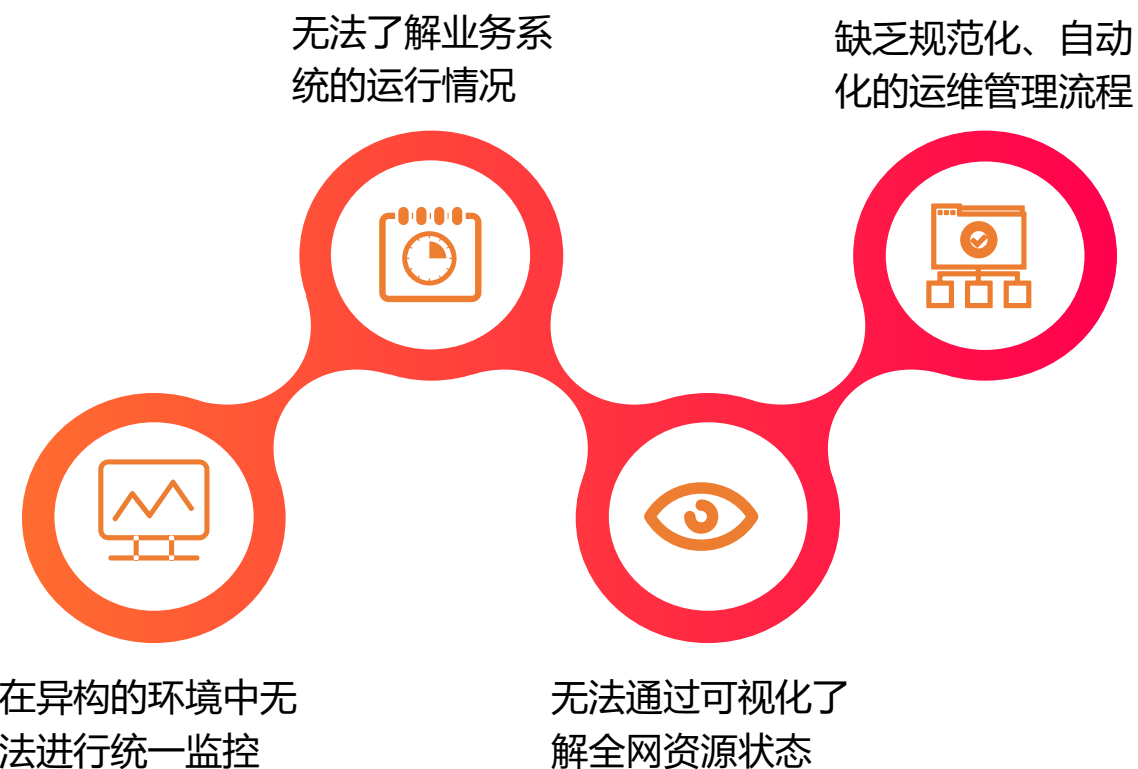 无法了解业务系
统的运行情况
缺乏规范化、自动
化的运维管理流程
在异构的环境中无
法进行统一监控
无法通过可视化了
解全网资源状态